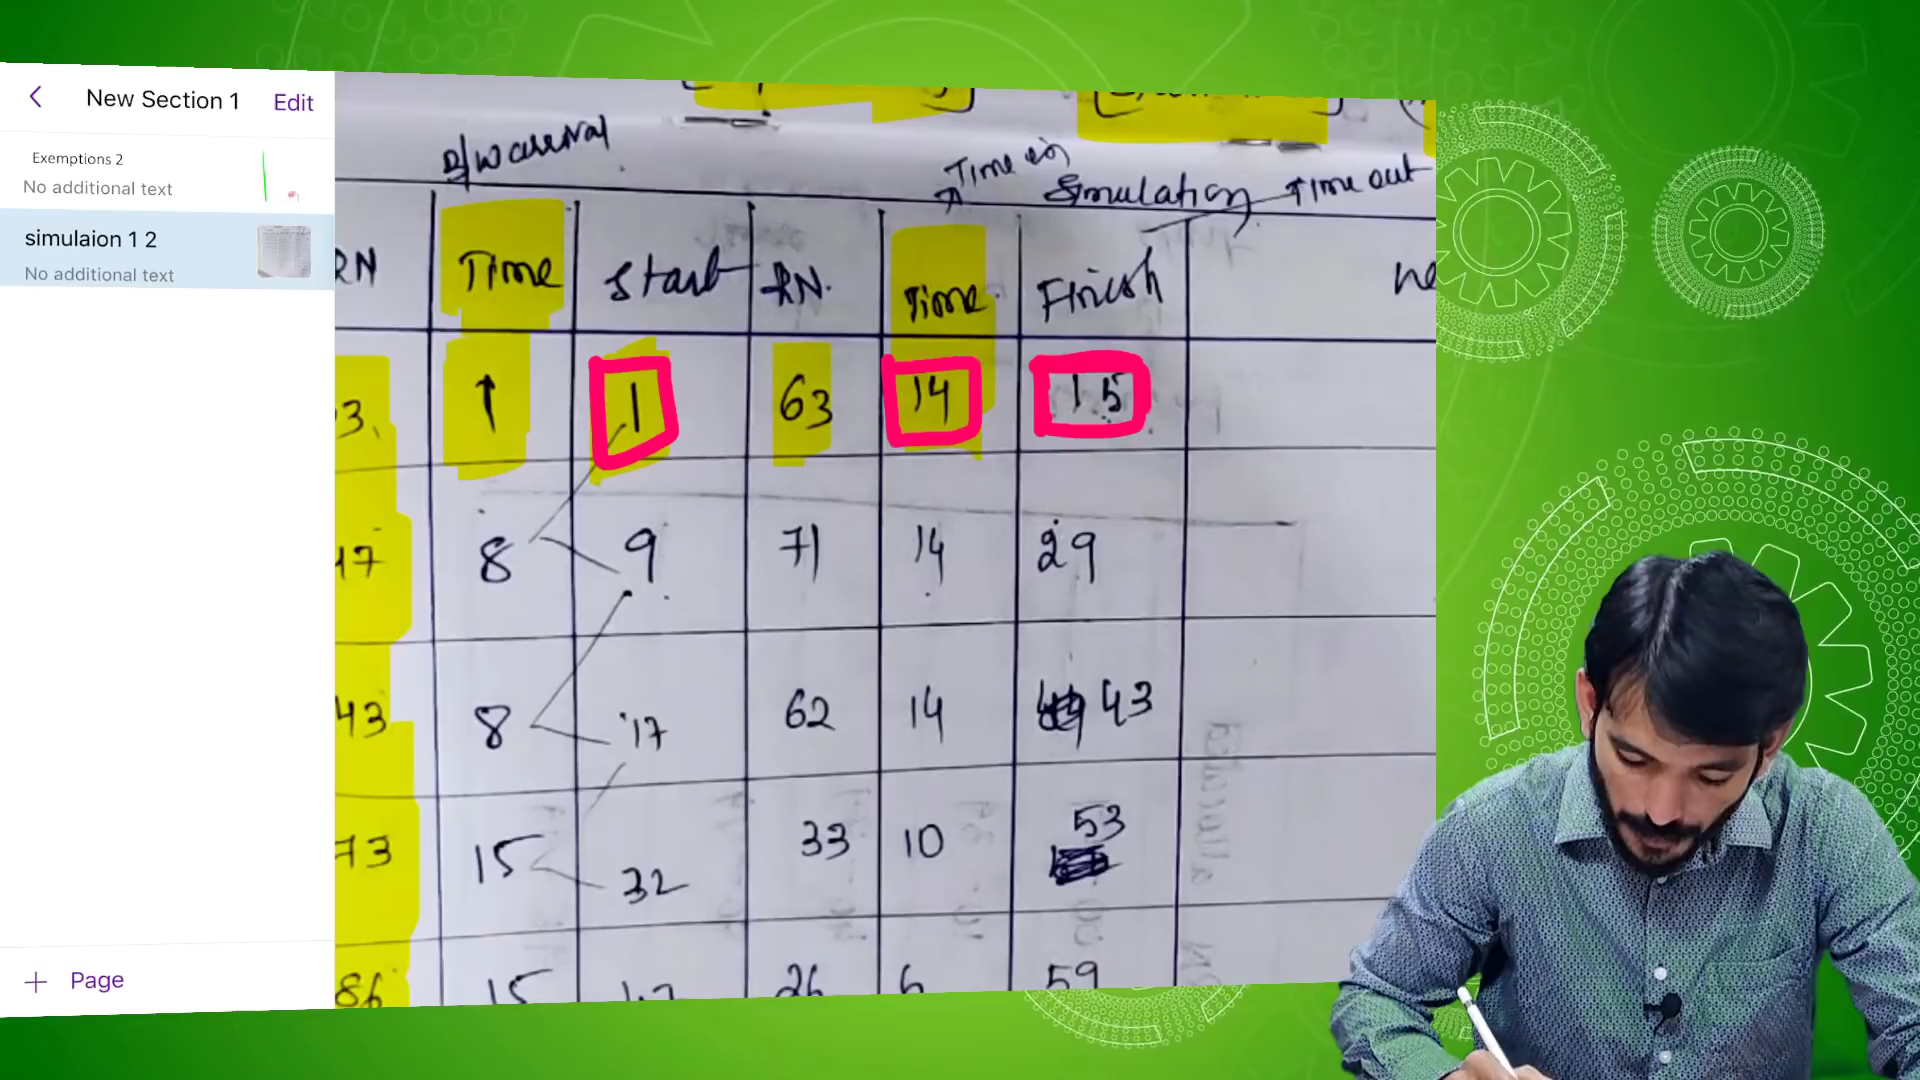 New Section 1 Edit
Exemptions 2
No additional text
simulaion 1 2
No additional text
+ Page
Time in
Simulation Time out
RN Time Start RN. Time Finish
3. 1 1 63 14 15
17 8 9 71 14 29
43 8 17 62 14 43
73 15 32 33 10 53
86 15 26 6 59